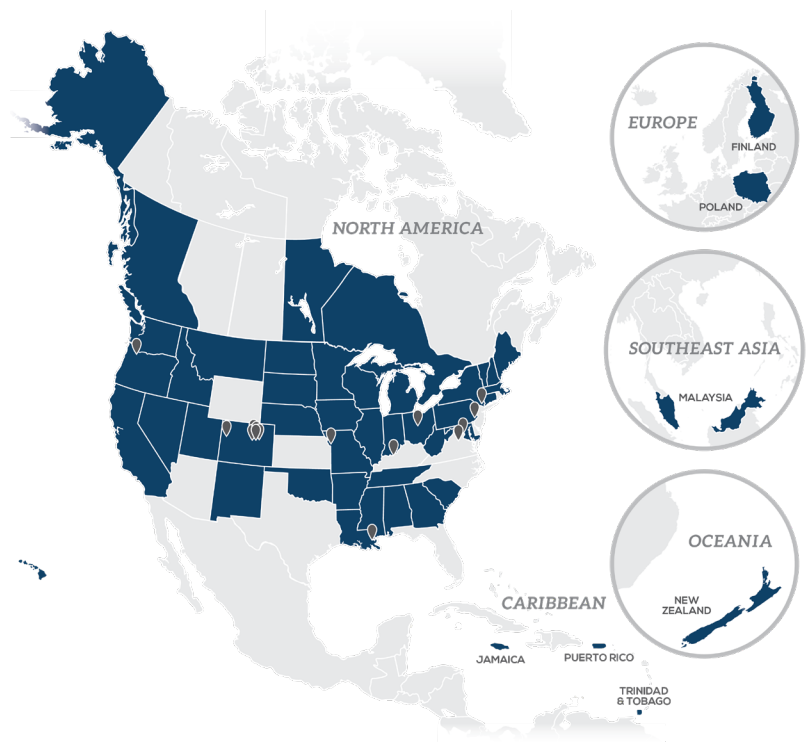 EUROPE
FINLAND
POLAND
NORTH AMERICA
SOUTHEAST ASIA
MALAYSIA
OCEANIA
NEW
ZEALAND
CARIBBEAN
JAMAICA
PUERTO RICO
TRINIDAD
& TOBAGO